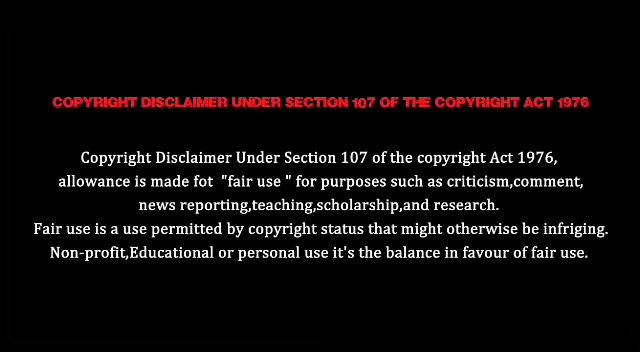 COPYRIGHT DISCLAIMER UNDER SECTION 107 OF THE COPYRIGHT ACT 1976
Copyright Disclaimer Under Section 107 of the copyright Act 1976,
allowance is made fot  "fair use " for purposes such as criticism,comment,
news reporting,teaching,scholarship,and research.
Fair use is a use permitted by copyright status that might otherwise be infriging.
Non-profit,Educational or personal use it's the balance in favour of fair use.